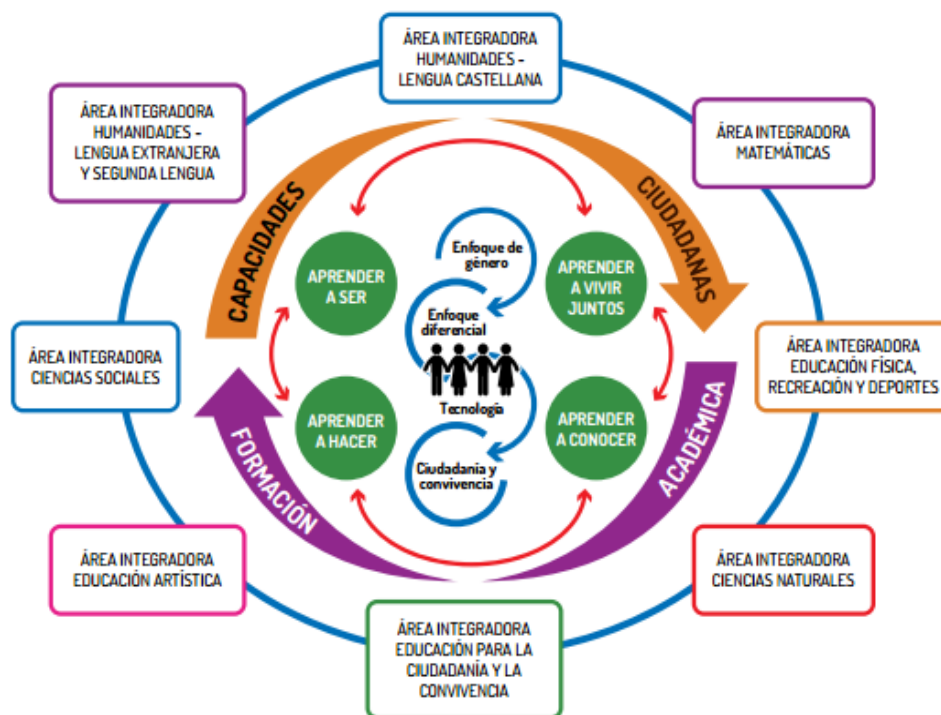 ÁREA INTEGRADORA
HUMANIDADES -
LENGUA CASTELLANA
ÁREA INTEGRADORA
HUMANIDADES -
LENGUA EXTRANJERA
Y SEGUNDA LENGUA
ÁREA INTEGRADORA
MATEMÁTICAS
CAPACIDADES
CIUDADANAS
APRENDER
A SER
Enfoque de
género
APRENDER
A VIVIR
JUNTOS
Enfoque
diferencial
ÁREA INTEGRADORA
CIENCIAS SOCIALES
ÁREA INTEGRADORA
EDUCACIÓN FÍSICA,
RECREACIÓN Y DEPORTES
APRENDER
A HACER
Tecnología
APRENDER
A CONOCER
Ciudadanía y
convivencia
FORMACIÓN
ACADÉMICA
ÁREA INTEGRADORA
EDUCACIÓN ARTÍSTICA
ÁREA INTEGRADORA
CIENCIAS NATURALES
ÁREA INTEGRADORA
EDUCACIÓN PARA LA
CIUDADANÍA Y LA
CONVIVENCIA